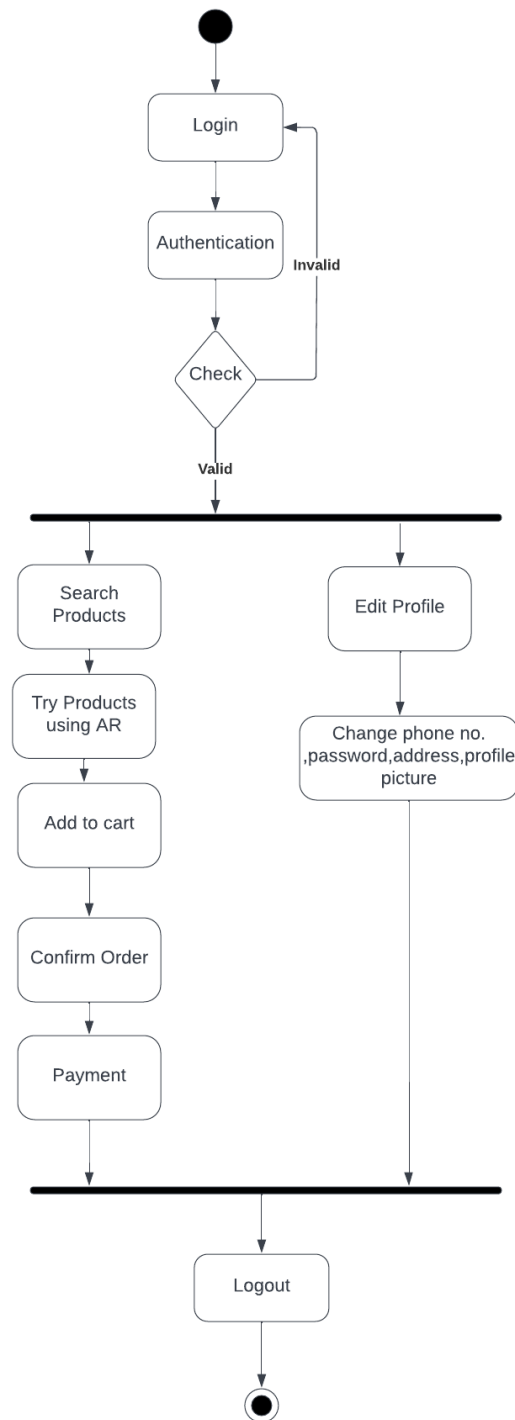 Login
Authentication
Invalid
Check
Valid
Search
Products
Edit Profile
Try Products
using AR
Change phone no.
,password,address,profile
picture
Add to cart
Confirm Order
Payment
Logout